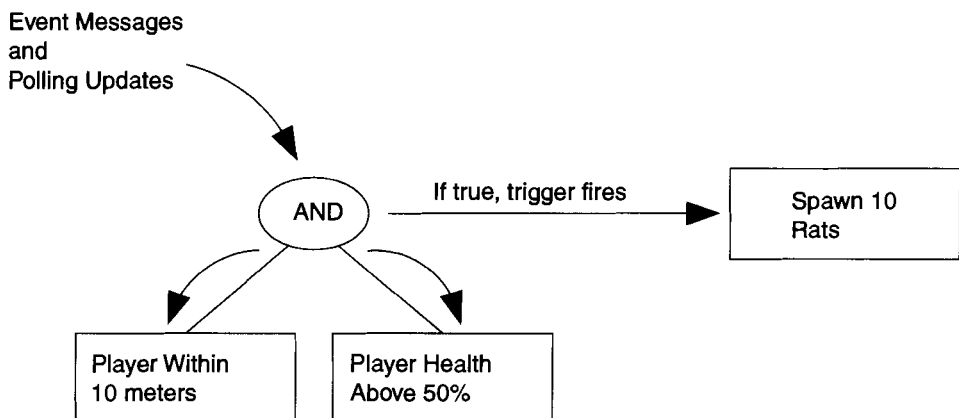 Event Messages
and
Polling Updates
AND
If true, trigger fires
Spawn 10
Rats
Player Within
10 meters
Player Health
Above 50%